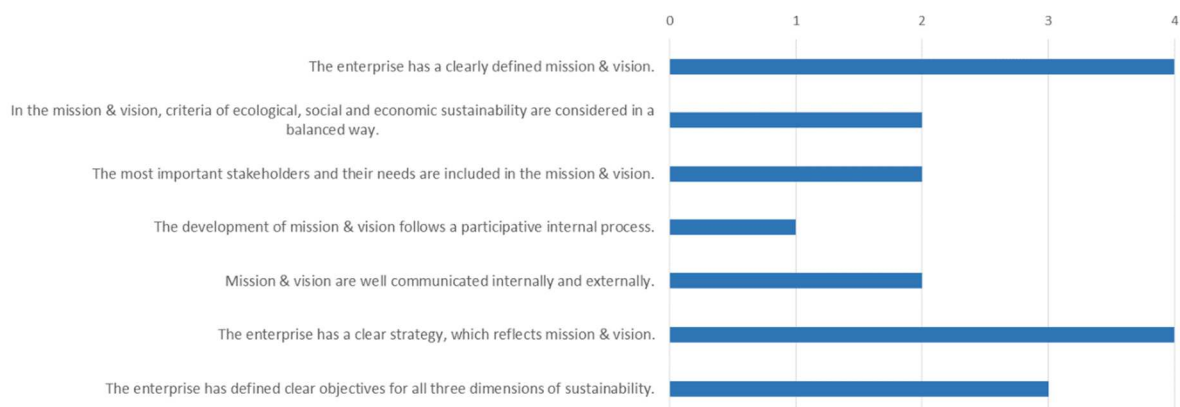 0 1 2 3 4
The enterprise has a clearly defined mission & vision.
In the mission & vision, criteria of ecological, social and economic sustainability are considered in a
balanced way.
The most important stakeholders and their needs are included in the mission & vision.
The development of mission & vision follows a participative internal process.
Mission & vision are well communicated internally and externally.
The enterprise has a clear strategy, which reflects mission & vision.
The enterprise has defined clear objectives for all three dimensions of sustainability.